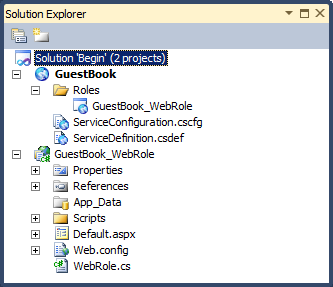 Solution Explorer
Solution 'Begin' (2 projects)
GuestBook
Roles
GuestBook_WebRole
ServiceConfiguration.cscfg
ServiceDefinition.csdef
GuestBook_WebRole
Properties
References
App_Data
Scripts
Default.aspx
Web.config
WebRole.cs